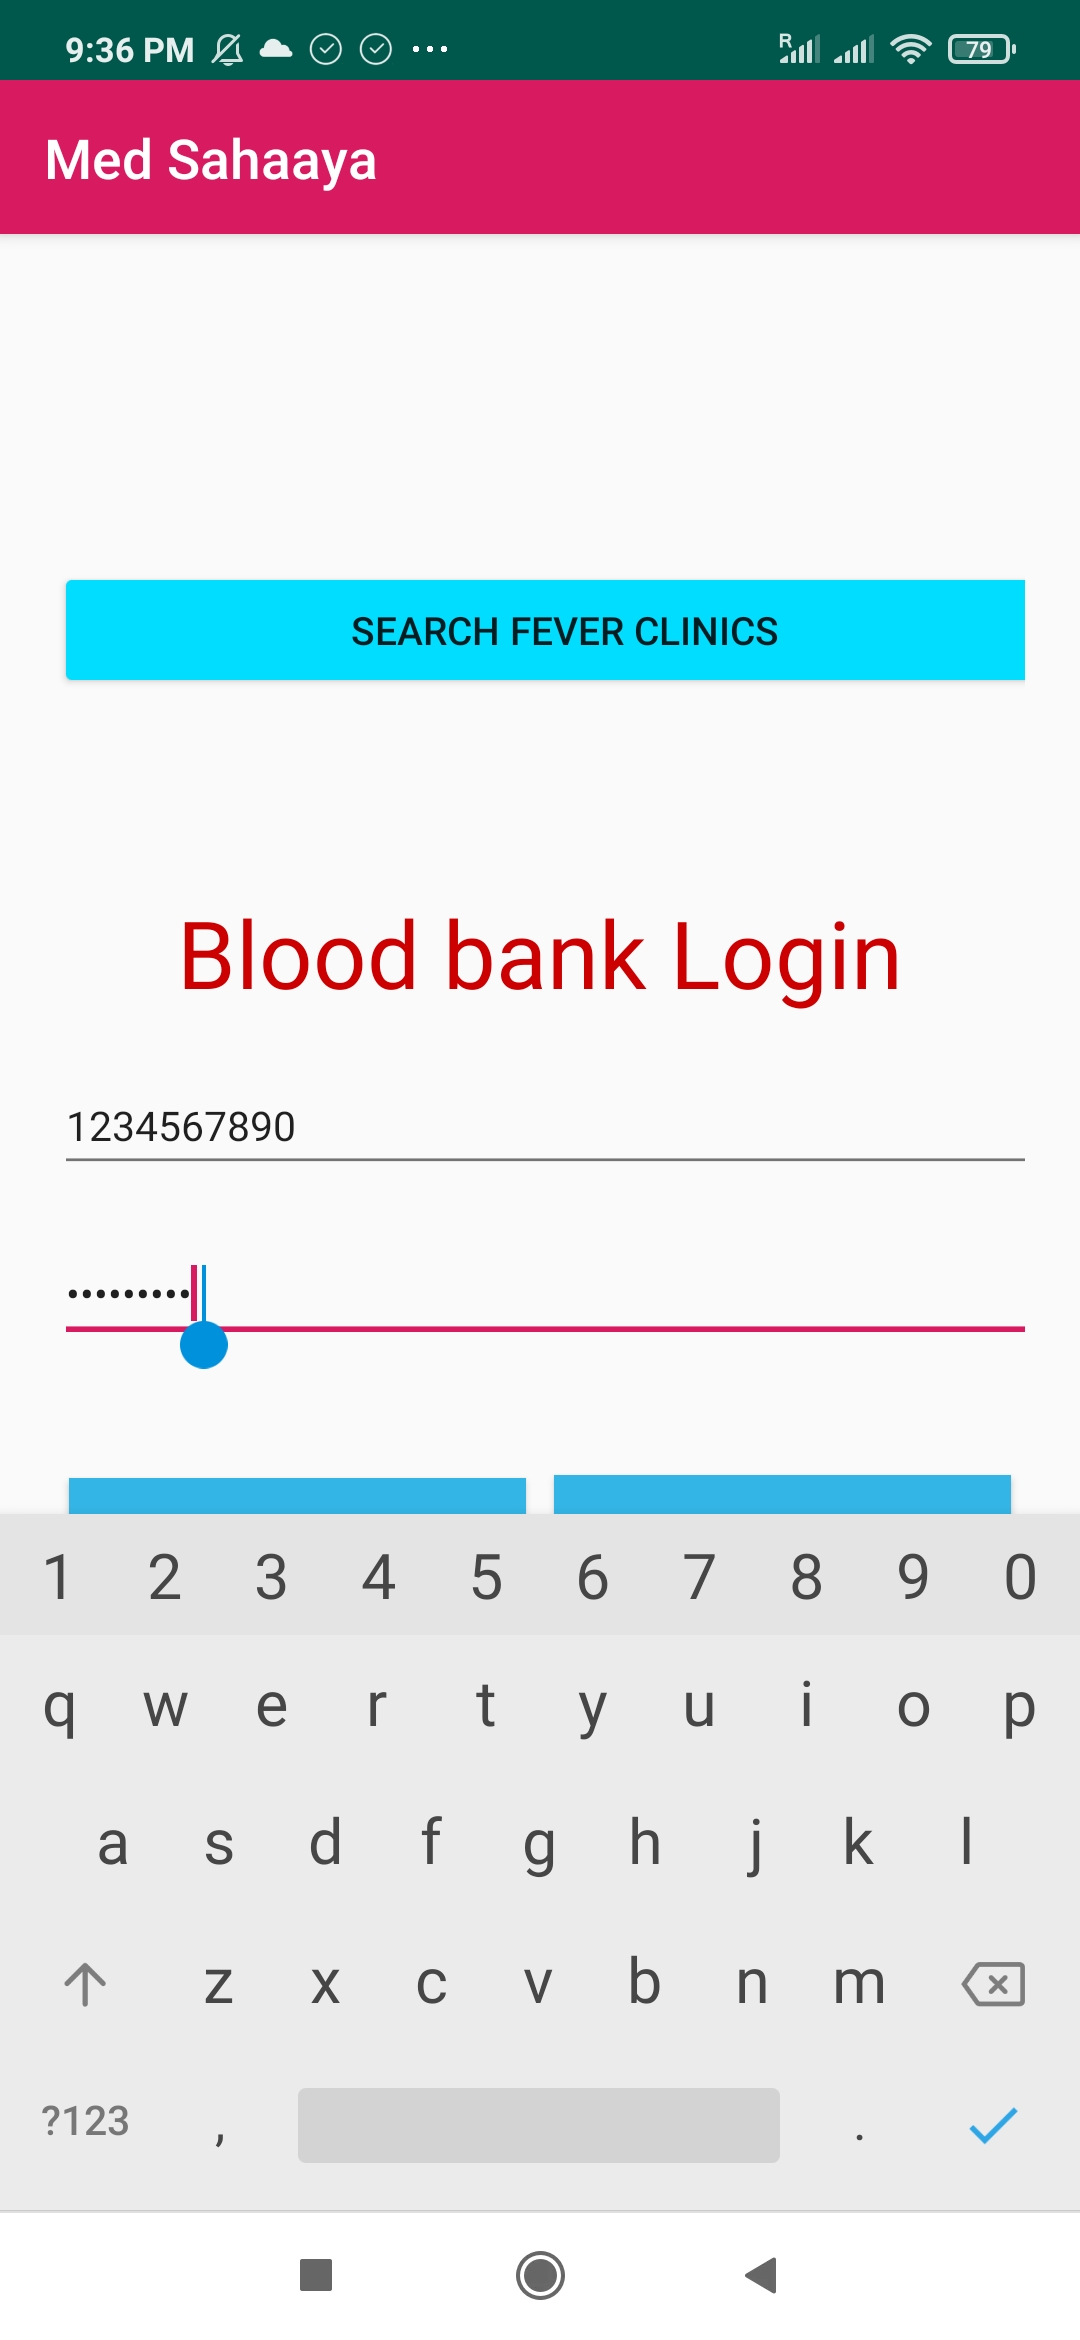 9:36 PM R 79
Med Sahaaya
SEARCH FEVER CLINICS
Blood bank Login
1234567890
•••••••••
1 2 3 4 5 6 7 8 9 0
q w e r t y u i o p
a s d f g h j k l
z x c v b n m
?123 , .